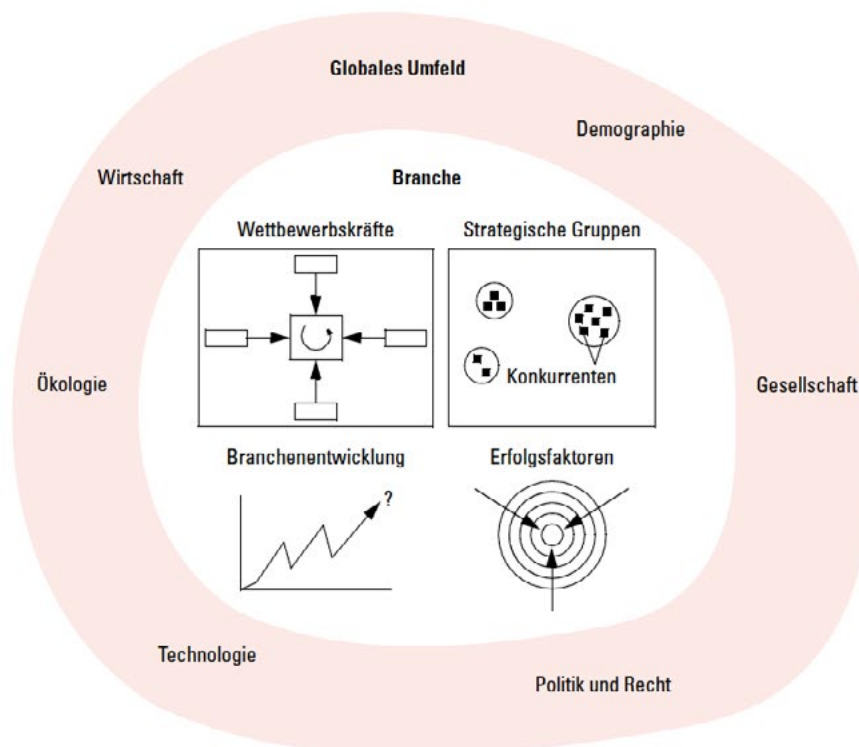 Globales Umfeld
Demographie
Wirtschaft
Branche
Wettbewerbskräfte
Strategische Gruppen
Konkurrenten
Ökologie
Gesellschaft
Branchenentwicklung
Erfolgsfaktoren
?
Technologie
Politik und Recht